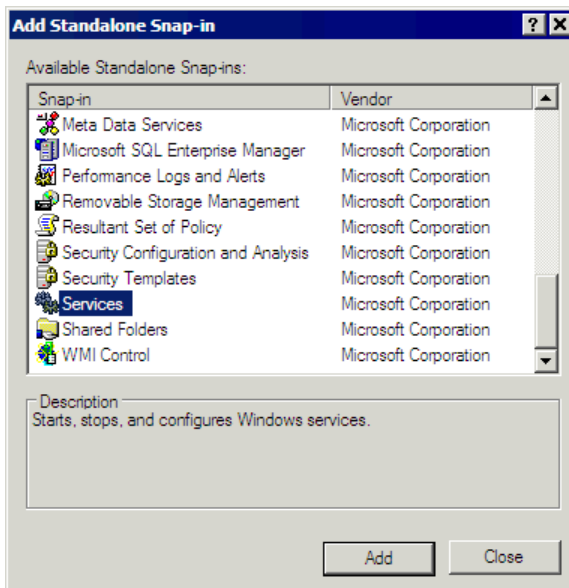 Add Standalone Snap-in
Available Standalone Snap-ins:
Snap-in Vendor
Meta Data Services Microsoft Corporation
Microsoft SQL Enterprise Manager Microsoft Corporation
Performance Logs and Alerts Microsoft Corporation
Removable Storage Management Microsoft Corporation
Resultant Set of Policy Microsoft Corporation
Security Configuration and Analysis Microsoft Corporation
Security Templates Microsoft Corporation
Services Microsoft Corporation
Shared Folders Microsoft Corporation
WMI Control Microsoft Corporation
Description
Starts, stops, and configures Windows services.
Add Close